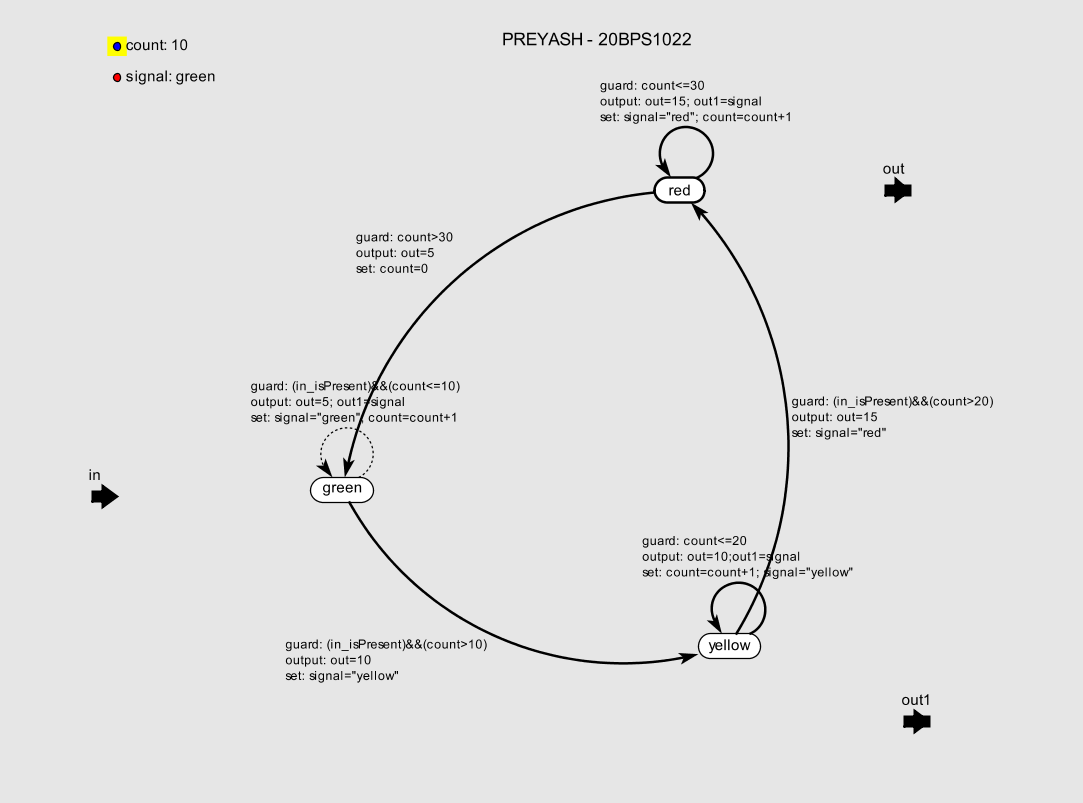 PREYASH - 20BPS1022
count: 10
signal: green
guard: count<=30
output: out=15; out1=signal
set: signal="red"; count=count+1
out
red
guard: count>30
output: out=5
set: count=0
guard: (in_isPresent)&&(count<=10)
output: out=5; out1=signal
set: signal="green"; count=count+1
guard: (in_isPresent)&&(count>20)
output: out=15
set: signal="red"
in
green
guard: count<=20
output: out=10;out1=signal
set: count=count+1; signal="yellow"
guard: (in_isPresent)&&(count>10)
output: out=10
set: signal="yellow"
yellow
out1